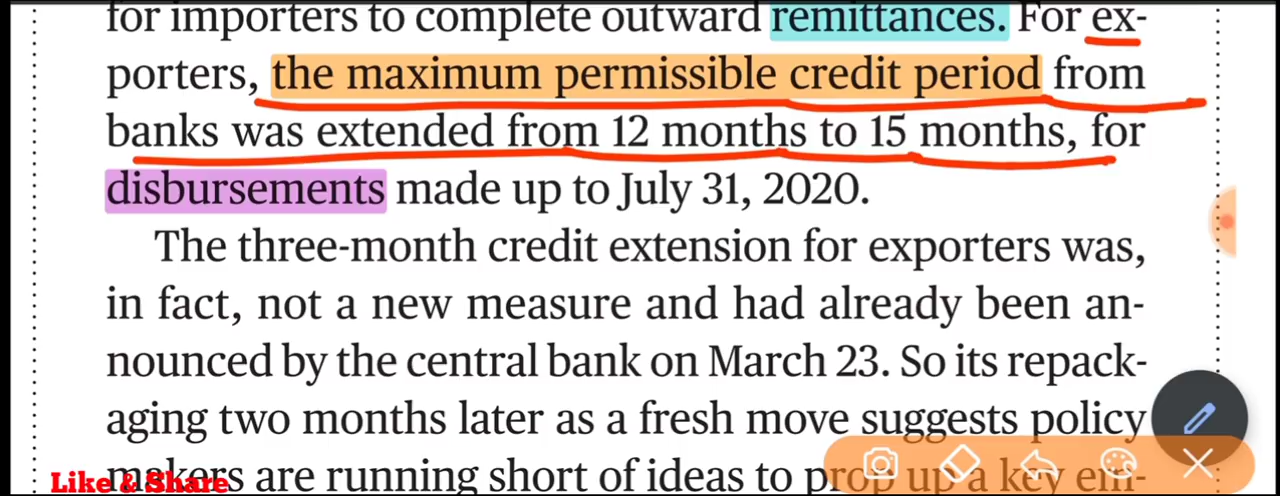 for importers to complete outward remittances. For ex-
porters, the maximum permissible credit period from
banks was extended from 12 months to 15 months, for
disbursements made up to July 31, 2020.
The three-month credit extension for exporters was,
in fact, not a new measure and had already been an-
nounced by the central bank on March 23. So its repack-
aging two months later as a fresh move suggests policy
makers are running short of ideas to prop up a key em-
Like & Share